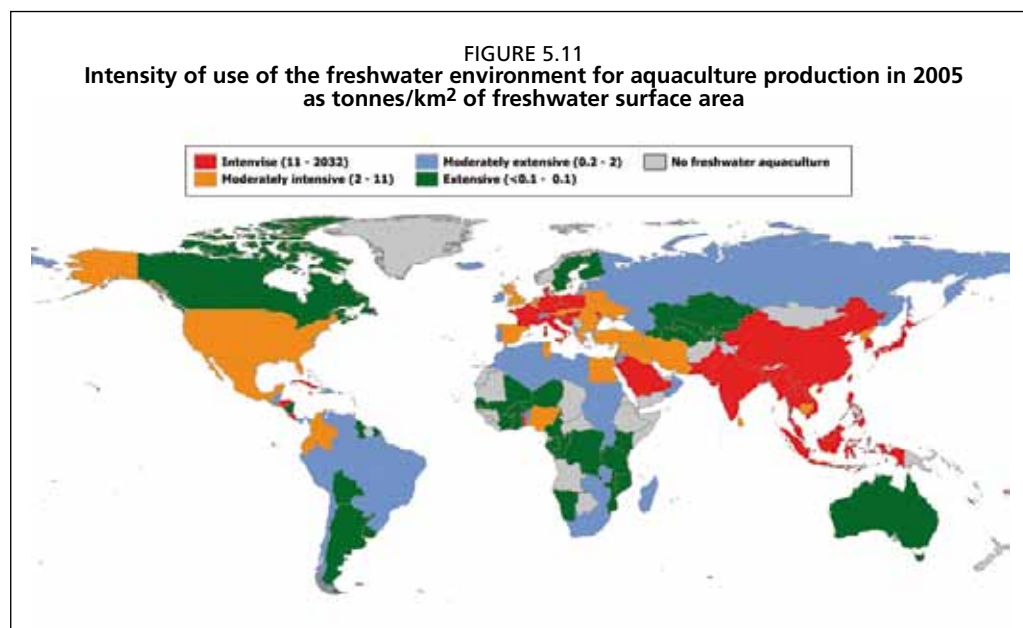 FIGURE 5.11
Intensity of use of the freshwater environment for aquaculture production in 2005
as tonnes/km² of freshwater surface area
Intenvise (11 - 2032)
Moderately extensive (0.2 - 2)
No freshwater aquaculture
Moderately intensive (2 - 11)
Extensive (<0.1 - 0.1)